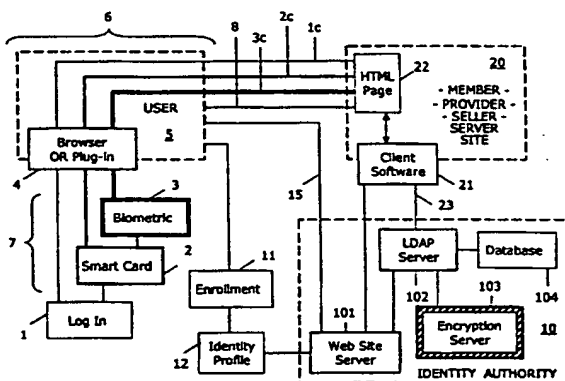 6
8
3c
2c
1c
20
HTML
Page
22
- MEMBER -
- PROVIDER -
- SELLER -
SERVER
SITE
USER
5
Browser
OR Plug-in
4
Client
Software
21
15
23
3
Biometric
7
Smart Card
2
11
Enrollment
LDAP
Server
Database
102
103
104
1
Log In
101
12
Identity
Profile
Web Site
Server
Encryption
Server
10
IDENTITY AUTHORITY